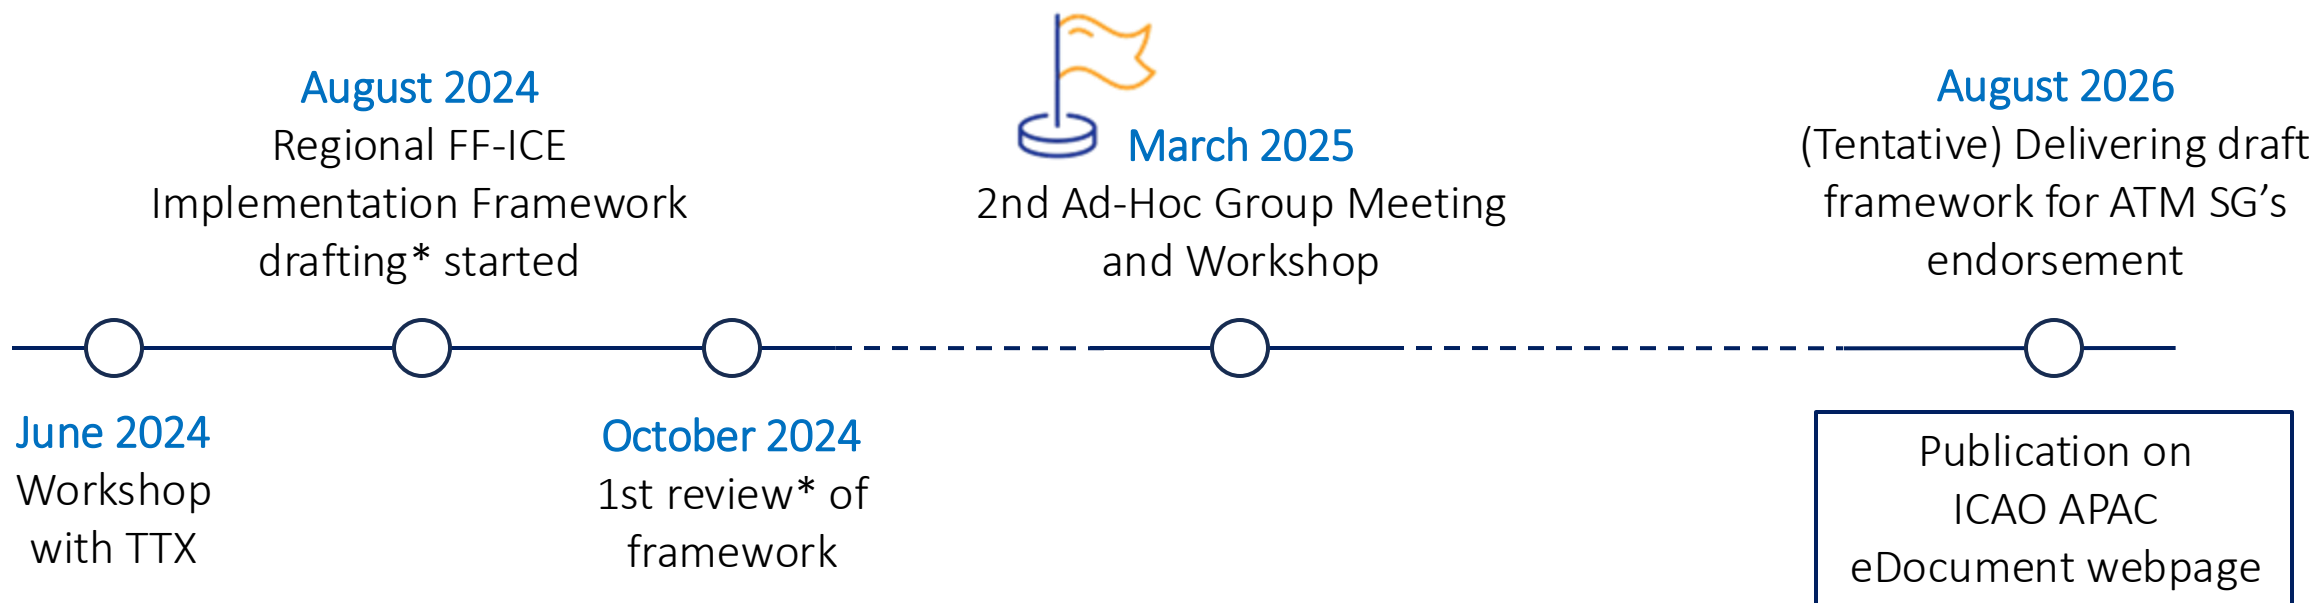 June 2024
Workshop
with TTX
August 2024
Regional FF-ICE
Implementation Framework
drafting* started
October 2024
1st review* of
framework
March 2025
2nd Ad-Hoc Group Meeting
and Workshop
August 2026
(Tentative) Delivering draft
framework for ATM SG’s
endorsement
Publication on
ICAO APAC
eDocument webpage